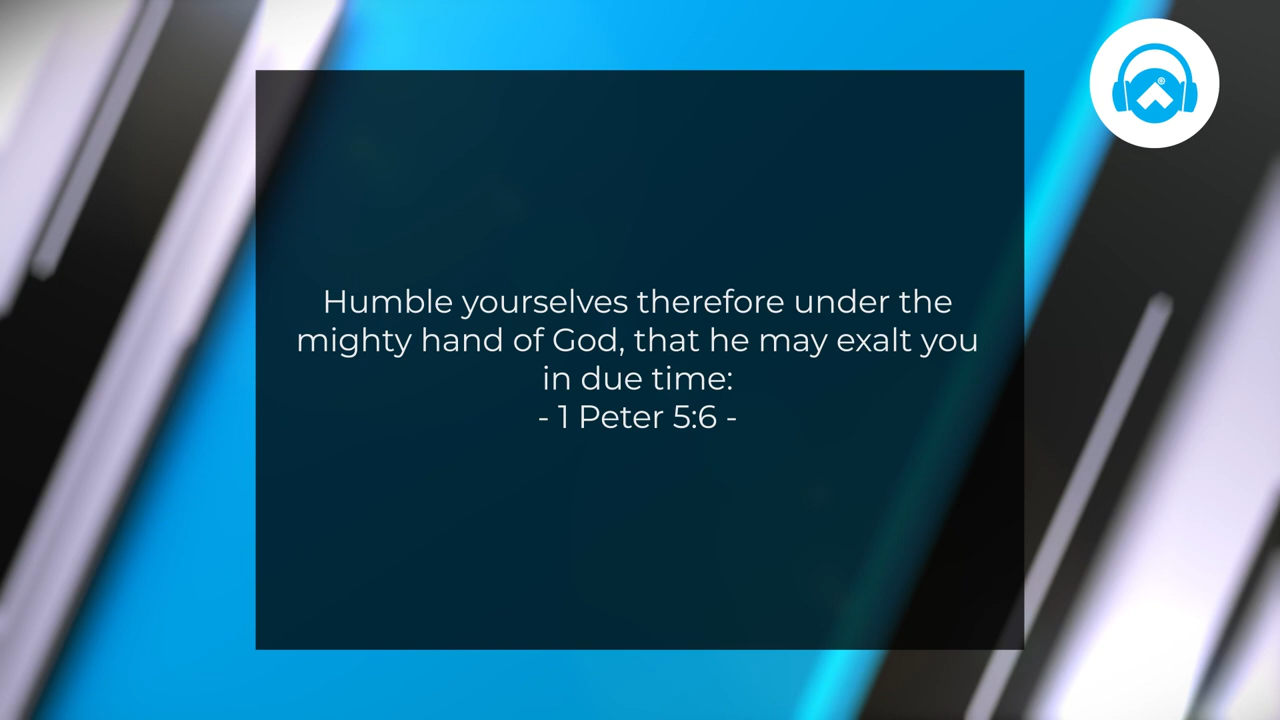 Humble yourselves therefore under the
mighty hand of God, that he may exalt you
in due time:
- 1 Peter 5:6 -
®